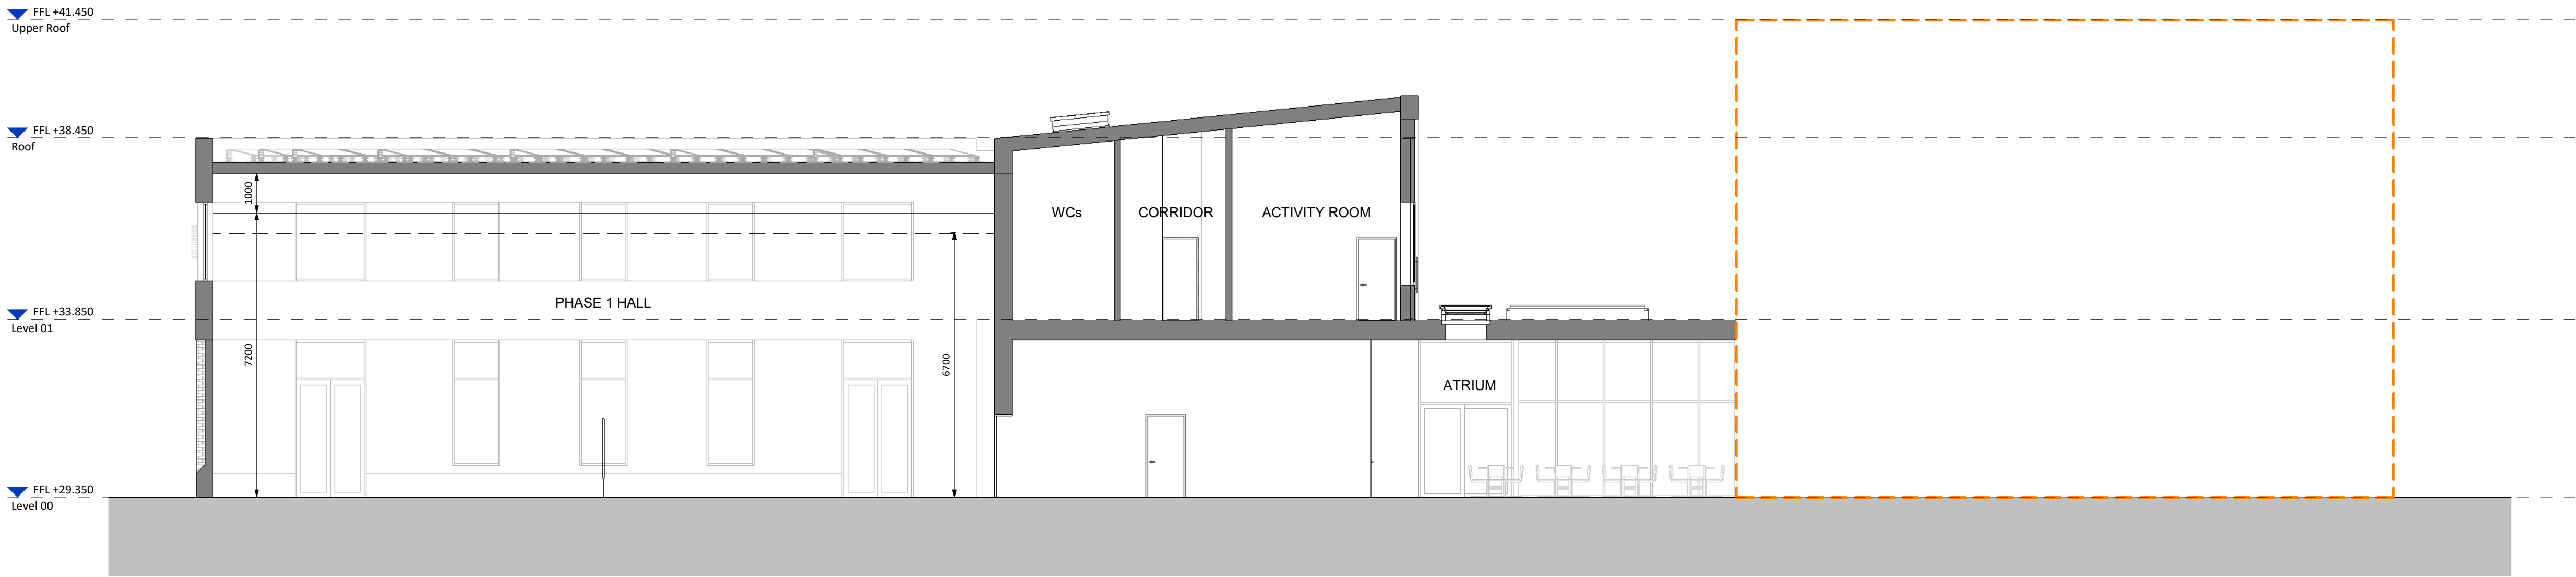 FFL +41.450
Upper Roof
FFL +38.450
Roof
1000
WCs
CORRIDOR
ACTIVITY ROOM
PHASE 1 HALL
FFL +33.850
Level 01
7200
6700
ATRIUM
FFL +29.350
Level 00